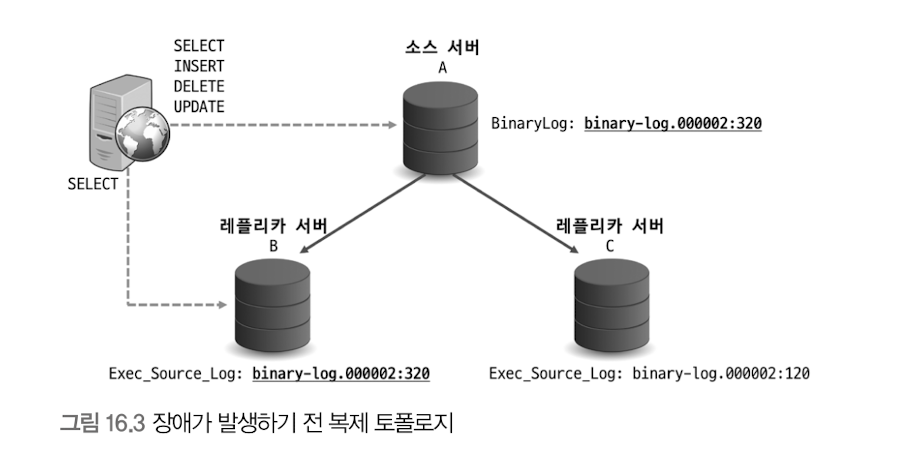 SELECT
INSERT
DELETE
UPDATE
소스 서버
A
BinaryLog: binary-log.000002:320
SELECT
레플리카 서버
B
레플리카 서버
C
Exec_Source_Log: binary-log.000002:320
Exec_Source_Log: binary-log.000002:120
그림 16.3 장애가 발생하기 전 복제 토폴로지